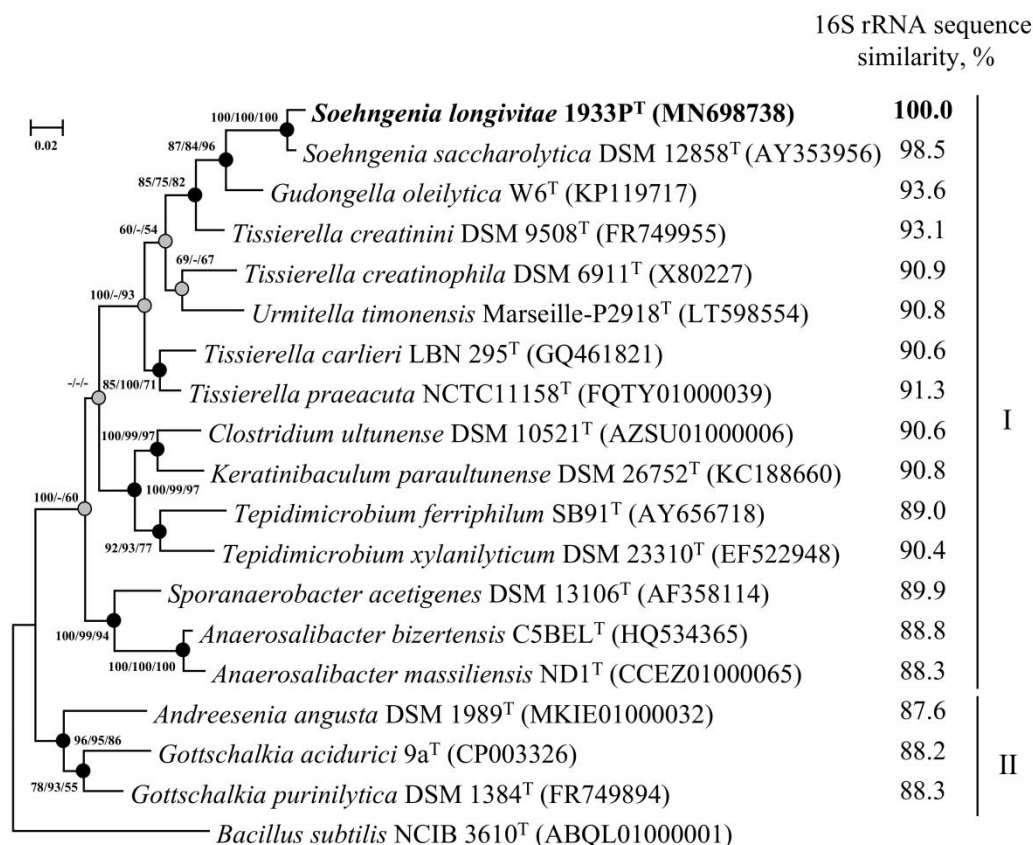 16S rRNA sequence
similarity, %
0.02
100/100/100
Soehngenia longivitae 1933Pᵀ (MN698738) 100.0
87/84/96
Soehngenia saccharolytica DSM 12858ᵀ (AY353956) 98.5
85/75/82
Gudongella oleilytica W6ᵀ (KP119717) 93.6
60/-/54
Tissierella creatinini DSM 9508ᵀ (FR749955) 93.1
69/-/67
Tissierella creatinophila DSM 6911ᵀ (X80227) 90.9
100/-/93
Urmitella timonensis Marseille-P2918ᵀ (LT598554) 90.8
Tissierella carlieri LBN 295ᵀ (GQ461821) 90.6
-/-/-
85/100/71
Tissierella praeacuta NCTC11158ᵀ (FQTY01000039) 91.3
I
100/99/97
Clostridium ultunense DSM 10521ᵀ (AZSU01000006) 90.6
Keratinibaculum paraultunense DSM 26752ᵀ (KC188660) 90.8
100/-/60
100/99/97
Tepidimicrobium ferriphilum SB91ᵀ (AY656718) 89.0
92/93/77
Tepidimicrobium xylanilyticum DSM 23310ᵀ (EF522948) 90.4
Sporanaerobacter acetigenes DSM 13106ᵀ (AF358114) 89.9
100/99/94
Anaerosalibacter bizertensis C5BELᵀ (HQ534365) 88.8
100/100/100
Anaerosalibacter massiliensis ND1ᵀ (CCEZ01000065) 88.3
Andreesenia angusta DSM 1989ᵀ (MKIE01000032) 87.6
96/95/86
Gottschalkia acidurici 9aᵀ (CP003326) 88.2
II
78/93/55
Gottschalkia purinilytica DSM 1384ᵀ (FR749894) 88.3
Bacillus subtilis NCIB 3610ᵀ (ABQL01000001)